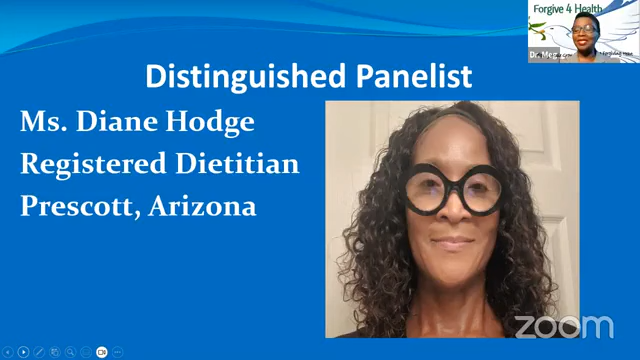 Forgive 4 Health
Distinguished Panelist
Ms. Diane Hodge
Registered Dietitian
Prescott, Arizona
zoom